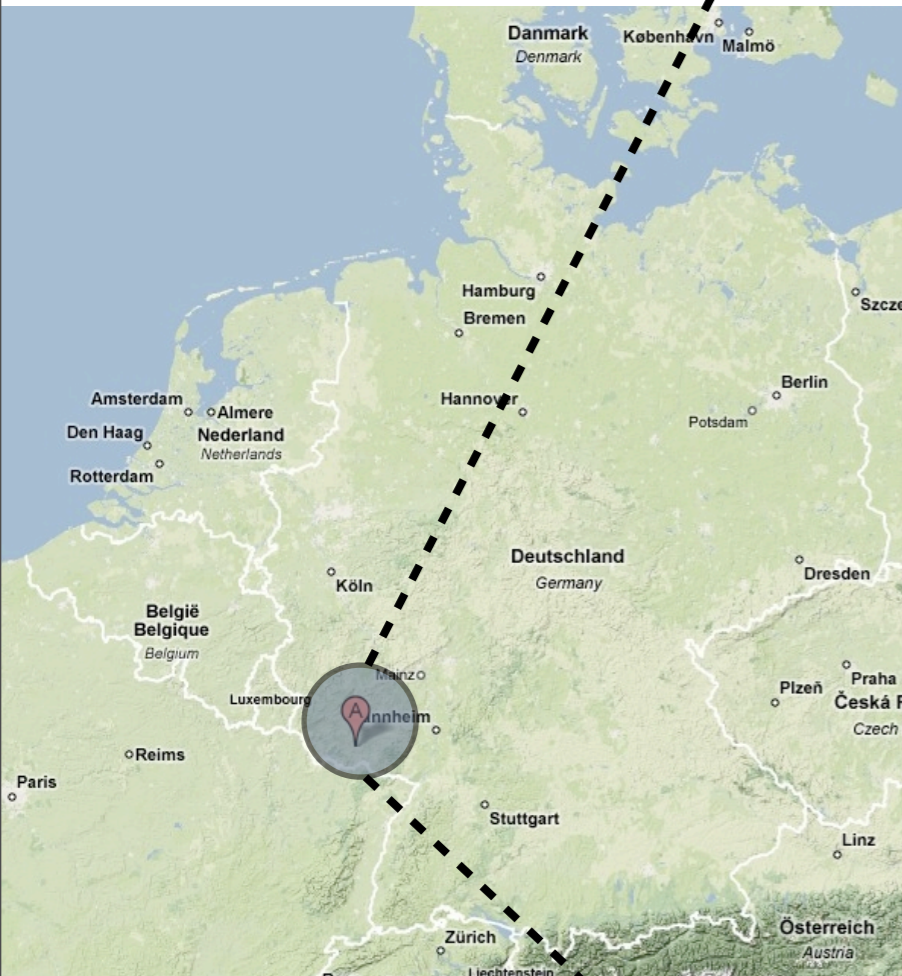 Danmark
Denmark
København
Malmö
Hamburg
Bremen
Szcze
Berlin
Potsdam
Hannover
Amsterdam
Almere
Den Haag
Nederland
Netherlands
Rotterdam
Deutschland
Germany
Köln
Dresden
België
Belgique
Belgium
Mainz
Luxembourg
A
nnheim
Praha
Plzeň
Česká R
Czech
Reims
Paris
Stuttgart
Linz
Österreich
Austria
Zürich
Liechtenstein